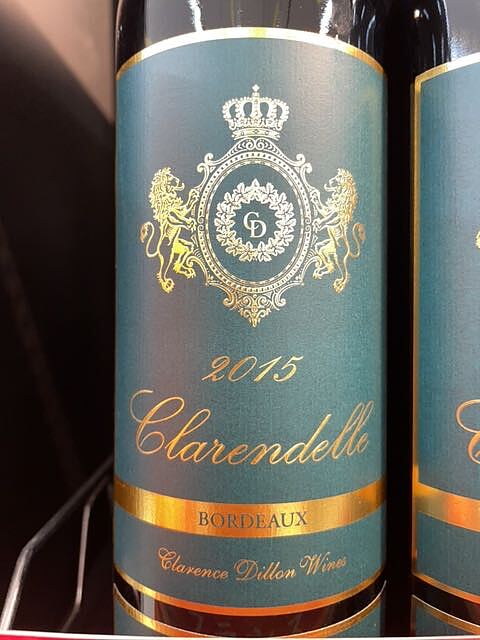 CD
2015
Clarendelle
BORDEAUX
Clarence Dillon Wines